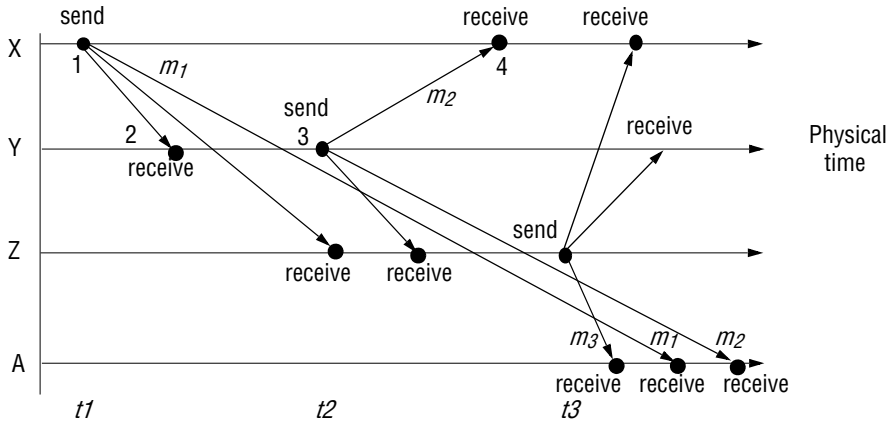 send
receive
receive
X
1
m1
4
m2
send
3
2
receive
Y
receive
Physical
time
send
Z
receive
receive
m3
m1
m2
A
receive
receive
receive
t1
t2
t3